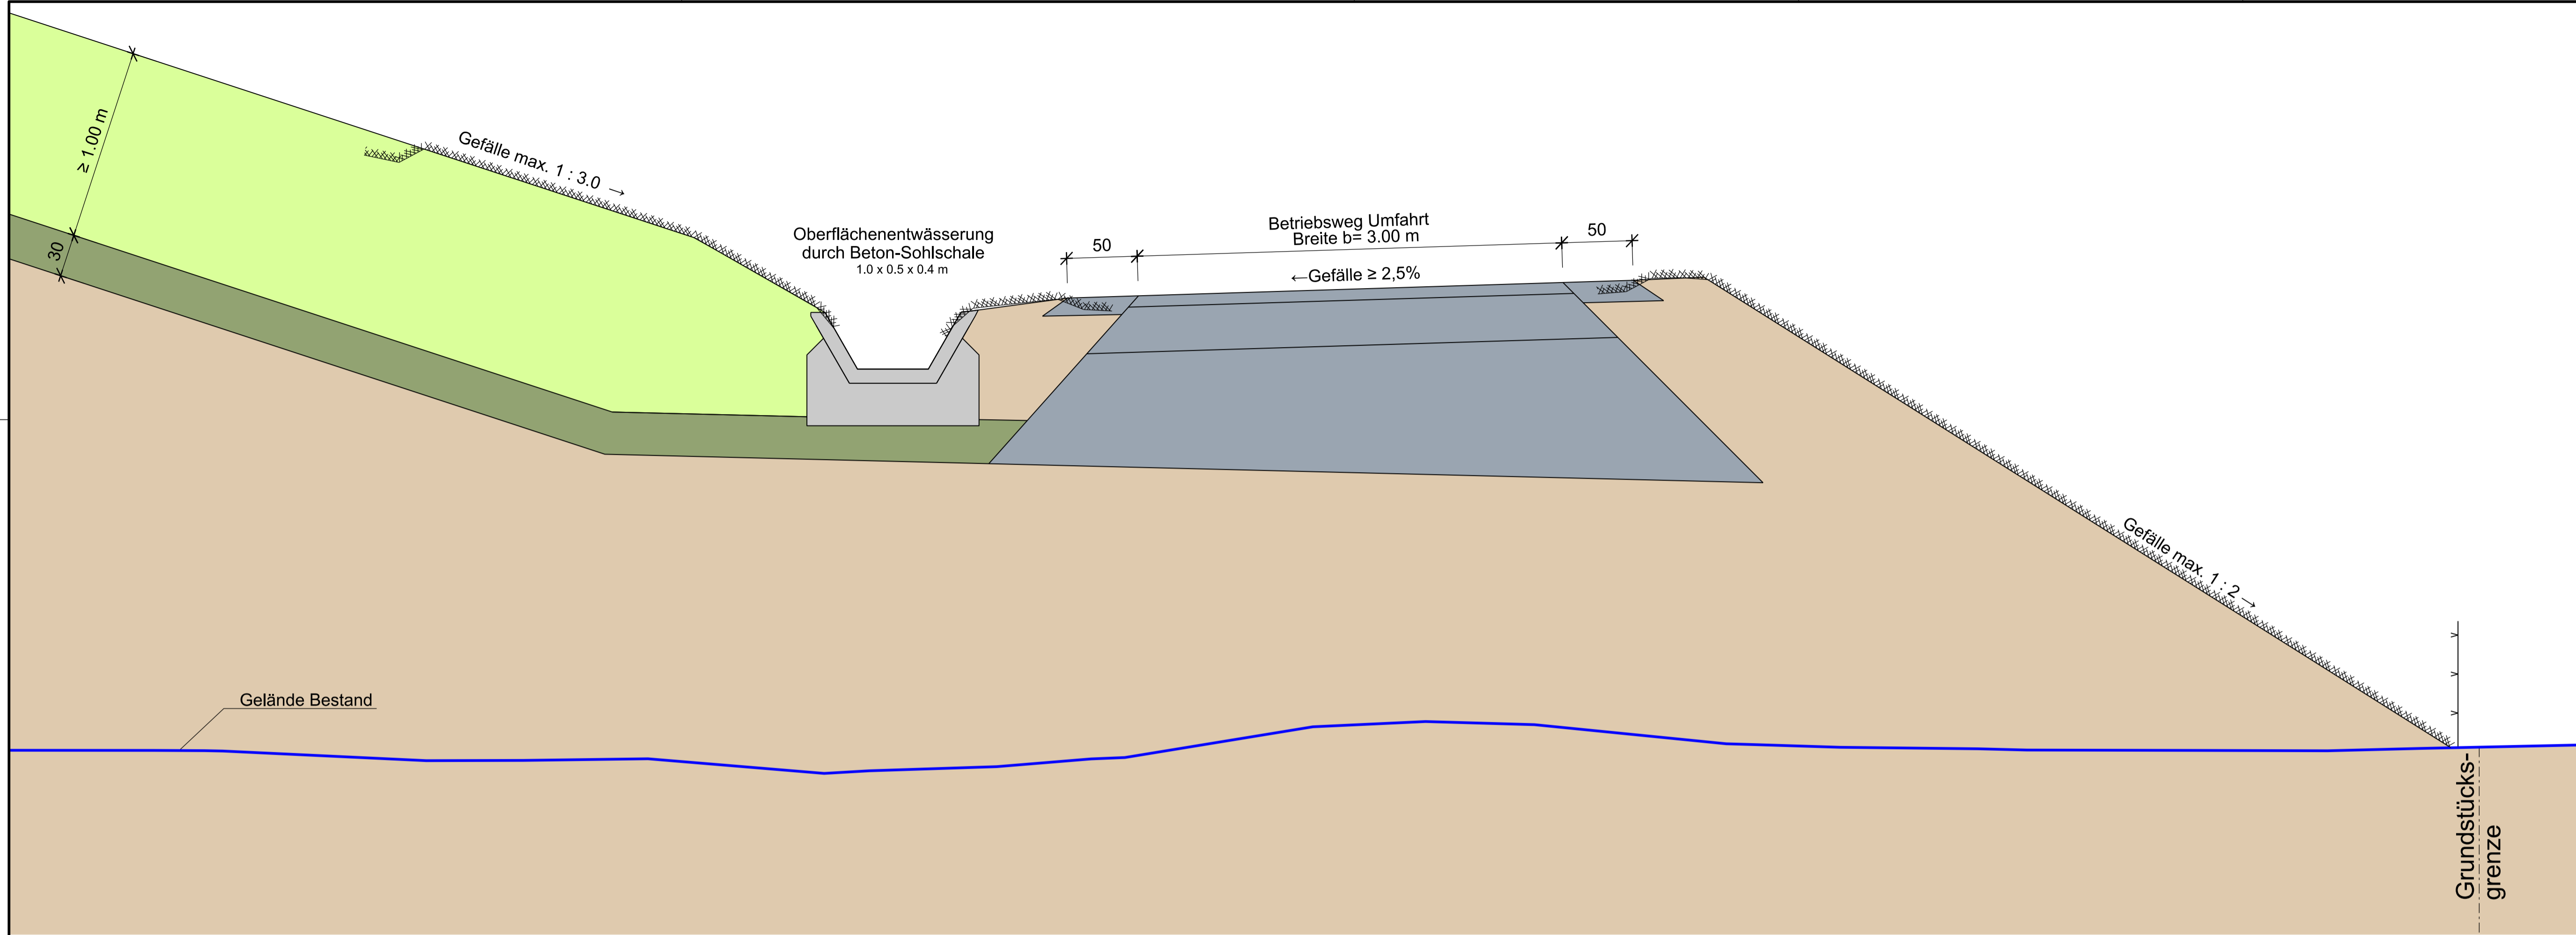 ≥ 1.00 m
30
Gefälle max. 1 : 3.0 →
Oberflächenentwässerung
durch Beton-Sohlschale
1.0 x 0.5 x 0.4 m
50
Betriebsweg Umfahrt
Breite b= 3.00 m
50
←Gefälle ≥ 2,5%
Gefälle max. 1 : 2 →
Gelände Bestand
Grundstücks-
grenze